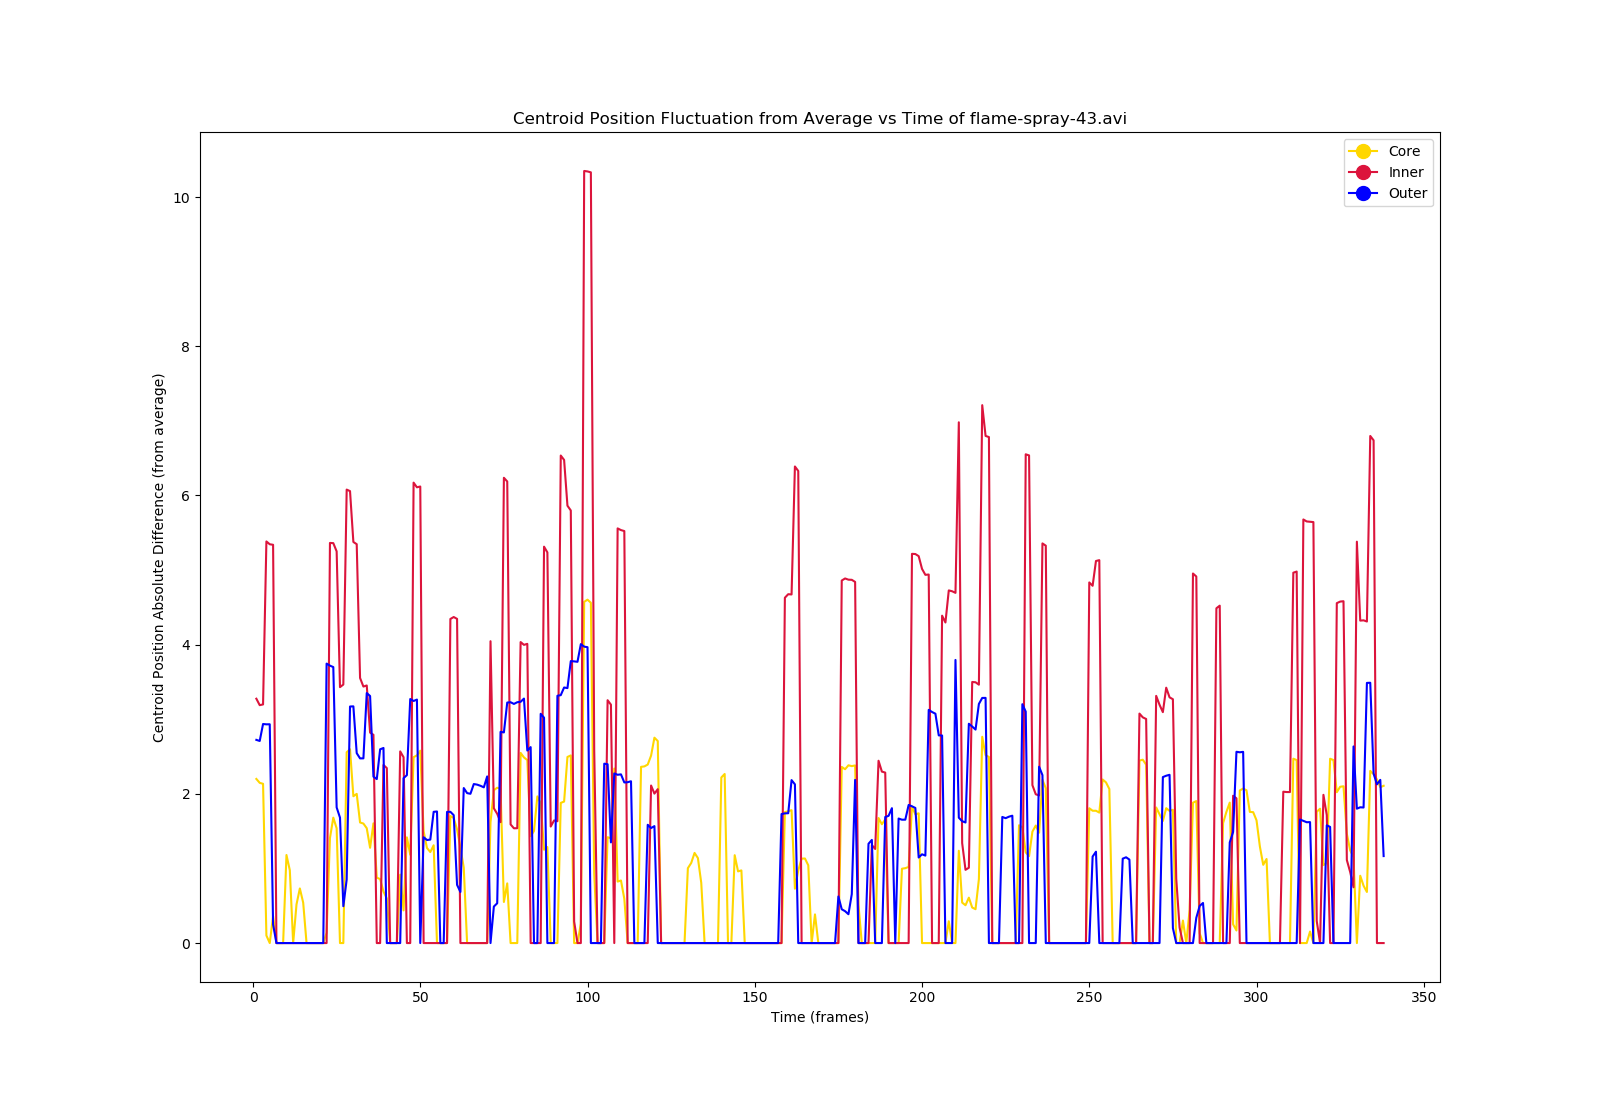 Centroid Position Fluctuation from Average vs Time of flame-spray-43.avi
Core
Inner
Outer
Centroid Position Absolute Difference (from average)
10
8
6
4
2
0
0 50 100 150 200 250 300 350
Time (frames)